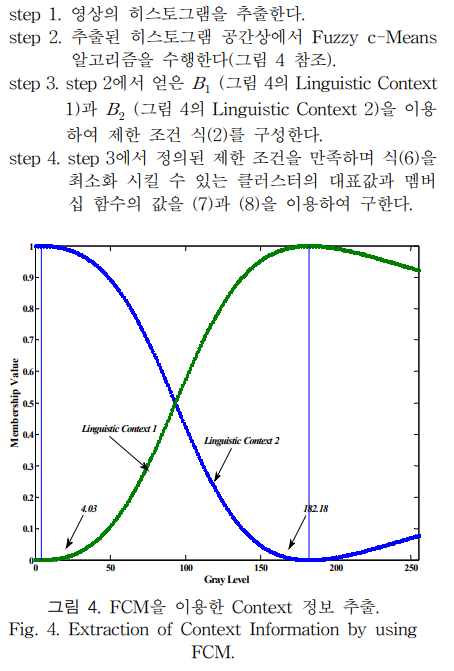 step 1. 영상의 히스토그램을 추출한다.
step 2. 추출된 히스토그램 공간상에서 Fuzzy c-Means
알고리즘을 수행한다(그림 4 참조).
step 3. step 2에서 얻은 B₁ (그림 4의 Linguistic Context
1)과 B₂ (그림 4의 Linguistic Context 2)을 이용
하여 제한 조건 식(2)를 구성한다.
step 4. step 3에서 정의된 제한 조건을 만족하며 식(6)을
최소화 시킬 수 있는 클러스터의 대표값과 멤버
십 함수의 값을 (7)과 (8)을 이용하여 구한다.
1
0.9
0.8
0.7
0.6
0.5
0.4
0.3
0.2
0.1
0
Membership Value
Linguistic Context 1
Linguistic Context 2
4.03
182.18
0 50 100 150 200 250
Gray Level
그림 4. FCM을 이용한 Context 정보 추출.
Fig. 4. Extraction of Context Information by using
FCM.